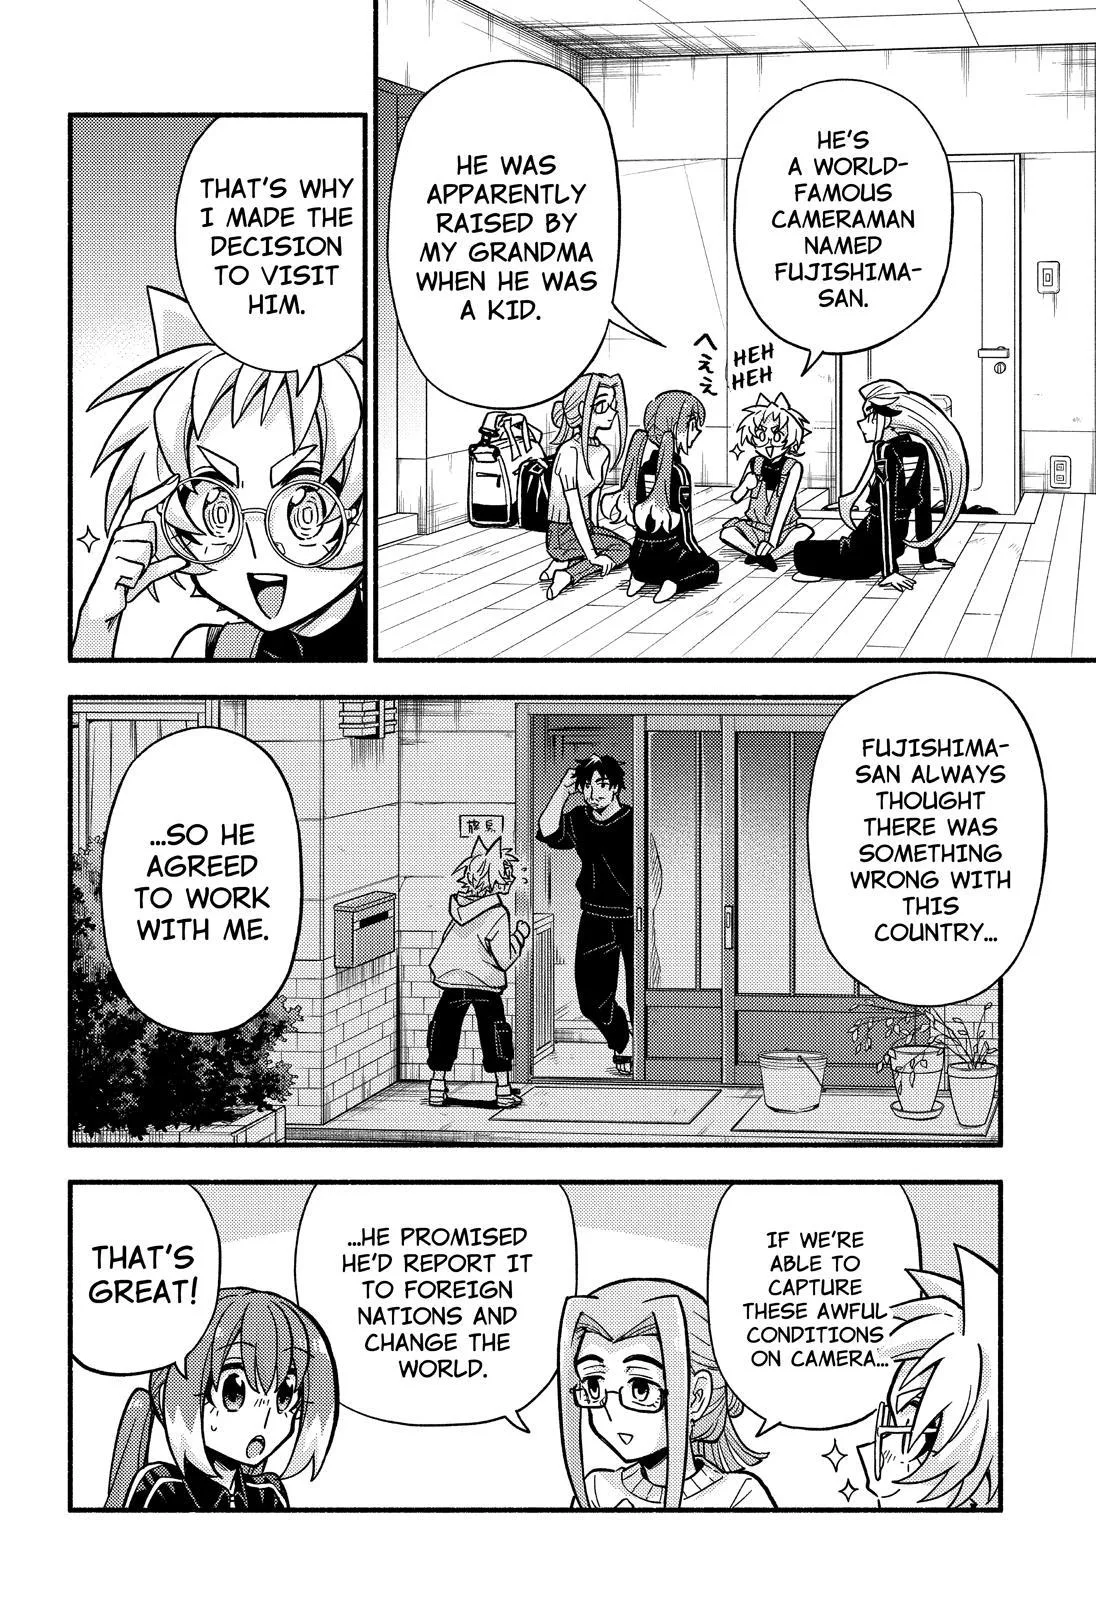 HE'S
A WORLD-
FAMOUS
CAMERAMAN
NAMED
FUJISHIMA-
SAN.
HEH
HEH
へぇぇ
HE WAS
APPARENTLY
RAISED BY
MY GRANDMA
WHEN HE WAS
A KID.
THAT'S WHY
I MADE THE
DECISION
TO VISIT
HIM.
FUJISHIMA-
SAN ALWAYS
THOUGHT
THERE WAS
SOMETHING
WRONG WITH
THIS
COUNTRY...
...SO HE
AGREED
TO WORK
WITH ME.
IF WE'RE
ABLE TO
CAPTURE
THESE AWFUL
CONDITIONS
ON CAMERA...
...HE PROMISED
HE'D REPORT IT
TO FOREIGN
NATIONS AND
CHANGE THE
WORLD.
THAT'S
GREAT!